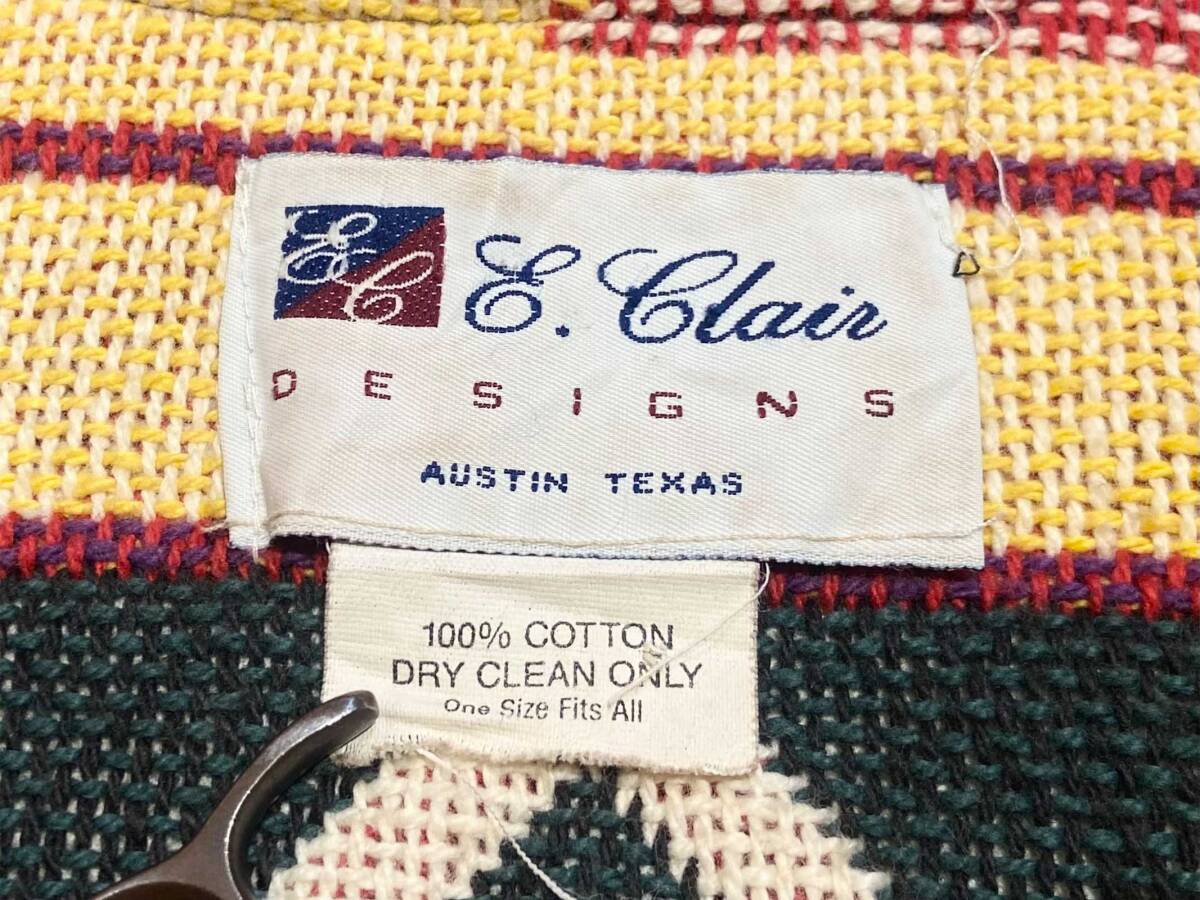 EC
E. Clair
DESIGNS
AUSTIN TEXAS
100% COTTON
DRY CLEAN ONLY
One Size Fits All